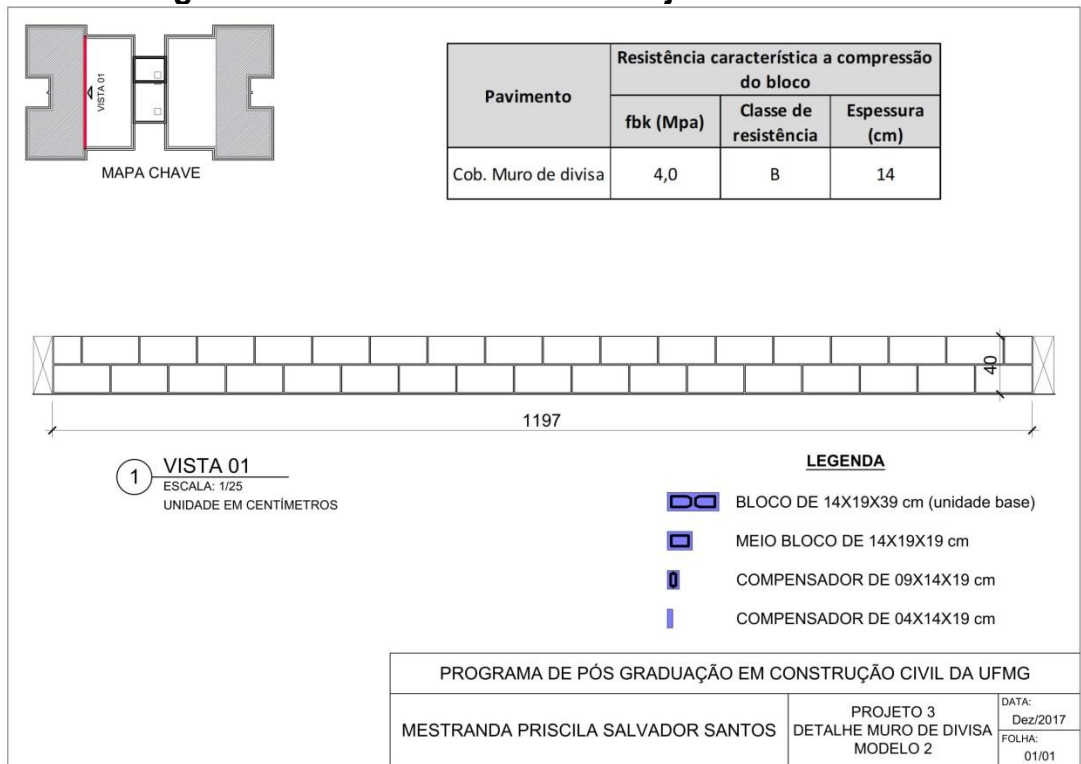 VISTA 01
MAPA CHAVE
Pavimento
Resistência característica a compressão
do bloco
fbk (Mpa)
Classe de
resistência
Espessura
(cm)
Cob. Muro de divisa
4,0
B
14
40
1197
1
VISTA 01
ESCALA: 1/25
UNIDADE EM CENTÍMETROS
LEGENDA
BLOCO DE 14X19X39 cm (unidade base)
MEIO BLOCO DE 14X19X19 cm
COMPENSADOR DE 09X14X19 cm
COMPENSADOR DE 04X14X19 cm
PROGRAMA DE PÓS GRADUAÇÃO EM CONSTRUÇÃO CIVIL DA UFMG
MESTRANDA PRISCILA SALVADOR SANTOS
PROJETO 3
DETALHE MURO DE DIVISA
MODELO 2
DATA:
Dez/2017
FOLHA:
01/01